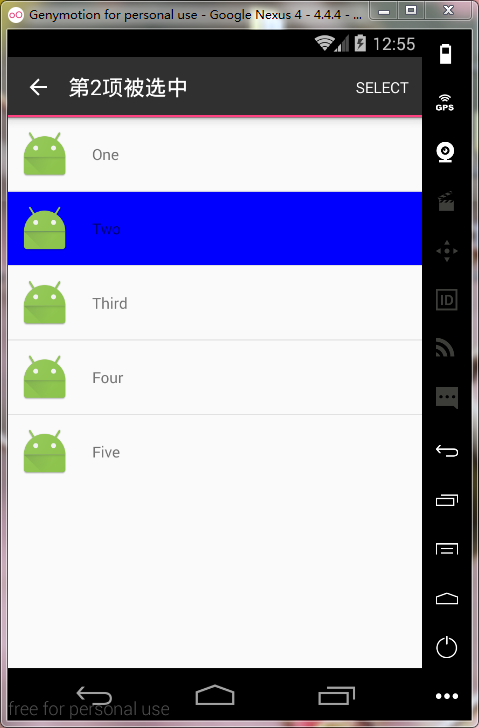 Genymotion for personal use - Google Nexus 4 - 4.4.4 - ...
12:55
第2项被选中
SELECT
GPS
One
Two
Third
ID
Four
Five
free for personal use